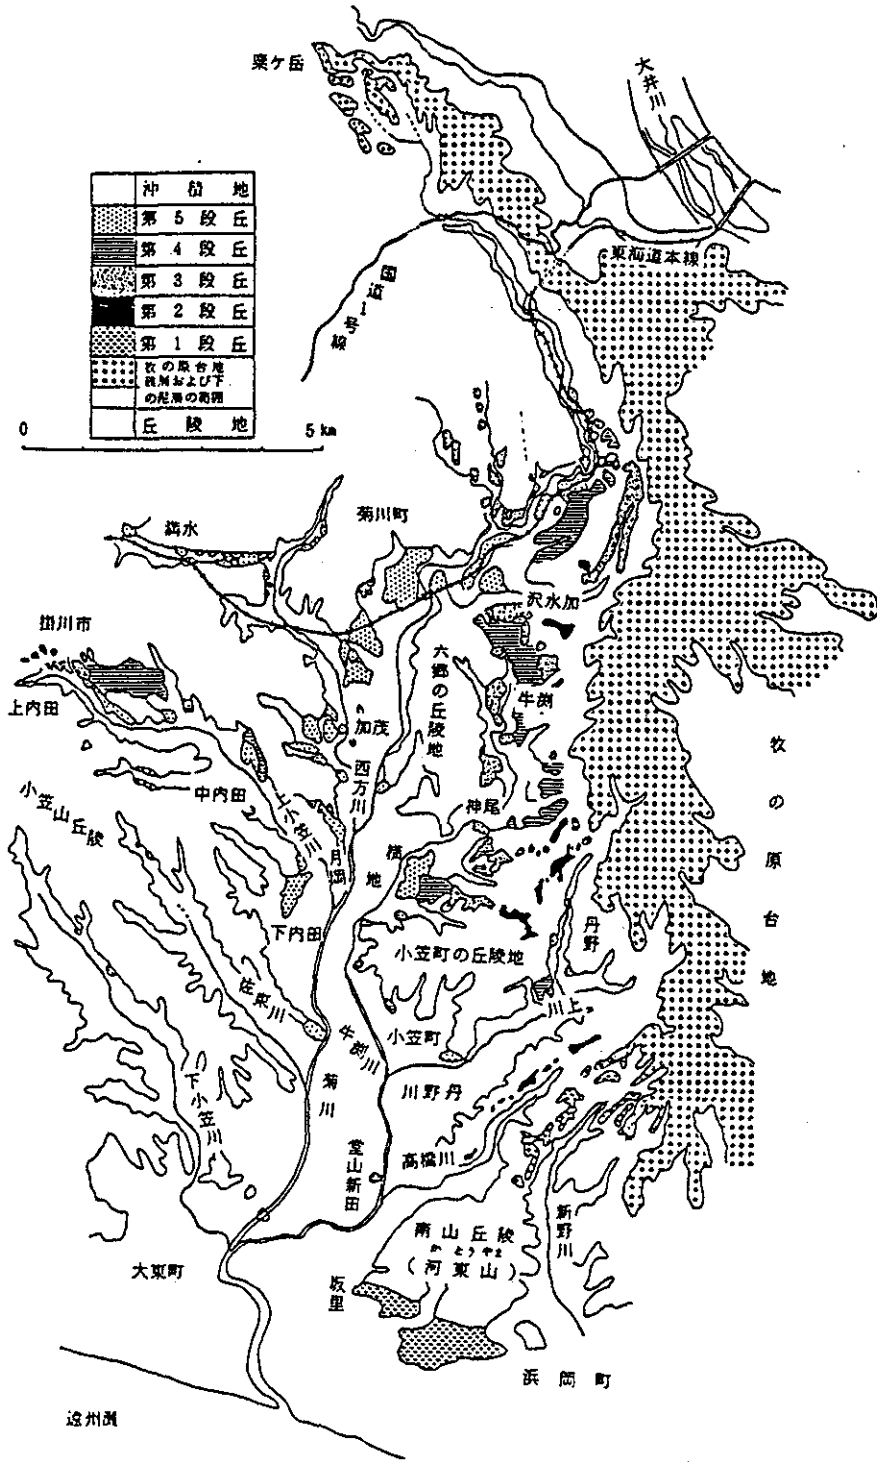 粟ケ岳
大井川
沖積地
第5段丘
第4段丘
第3段丘
第2段丘
第1段丘
牧の原台地
礫層および下
の泥層の範囲
丘陵地
0 5km
国道1号線
東海道本線
満水
菊川町
沢水加
掛川市
上内田
六郷の丘陵地
牛渕
加茂
西方川
牧の原台地
中内田
上小笠川
小笠山丘陵
神尾
月岡
横地
下内田
丹野
小笠町の丘陵地
佐束川
川上
小笠町
牛渕川
菊川
丹野川
下小笠川
堂山新田
高橋川
新野川
南山丘陵
かとうやま
(河東山)
大東町
坂里
浜岡町
遠州灘